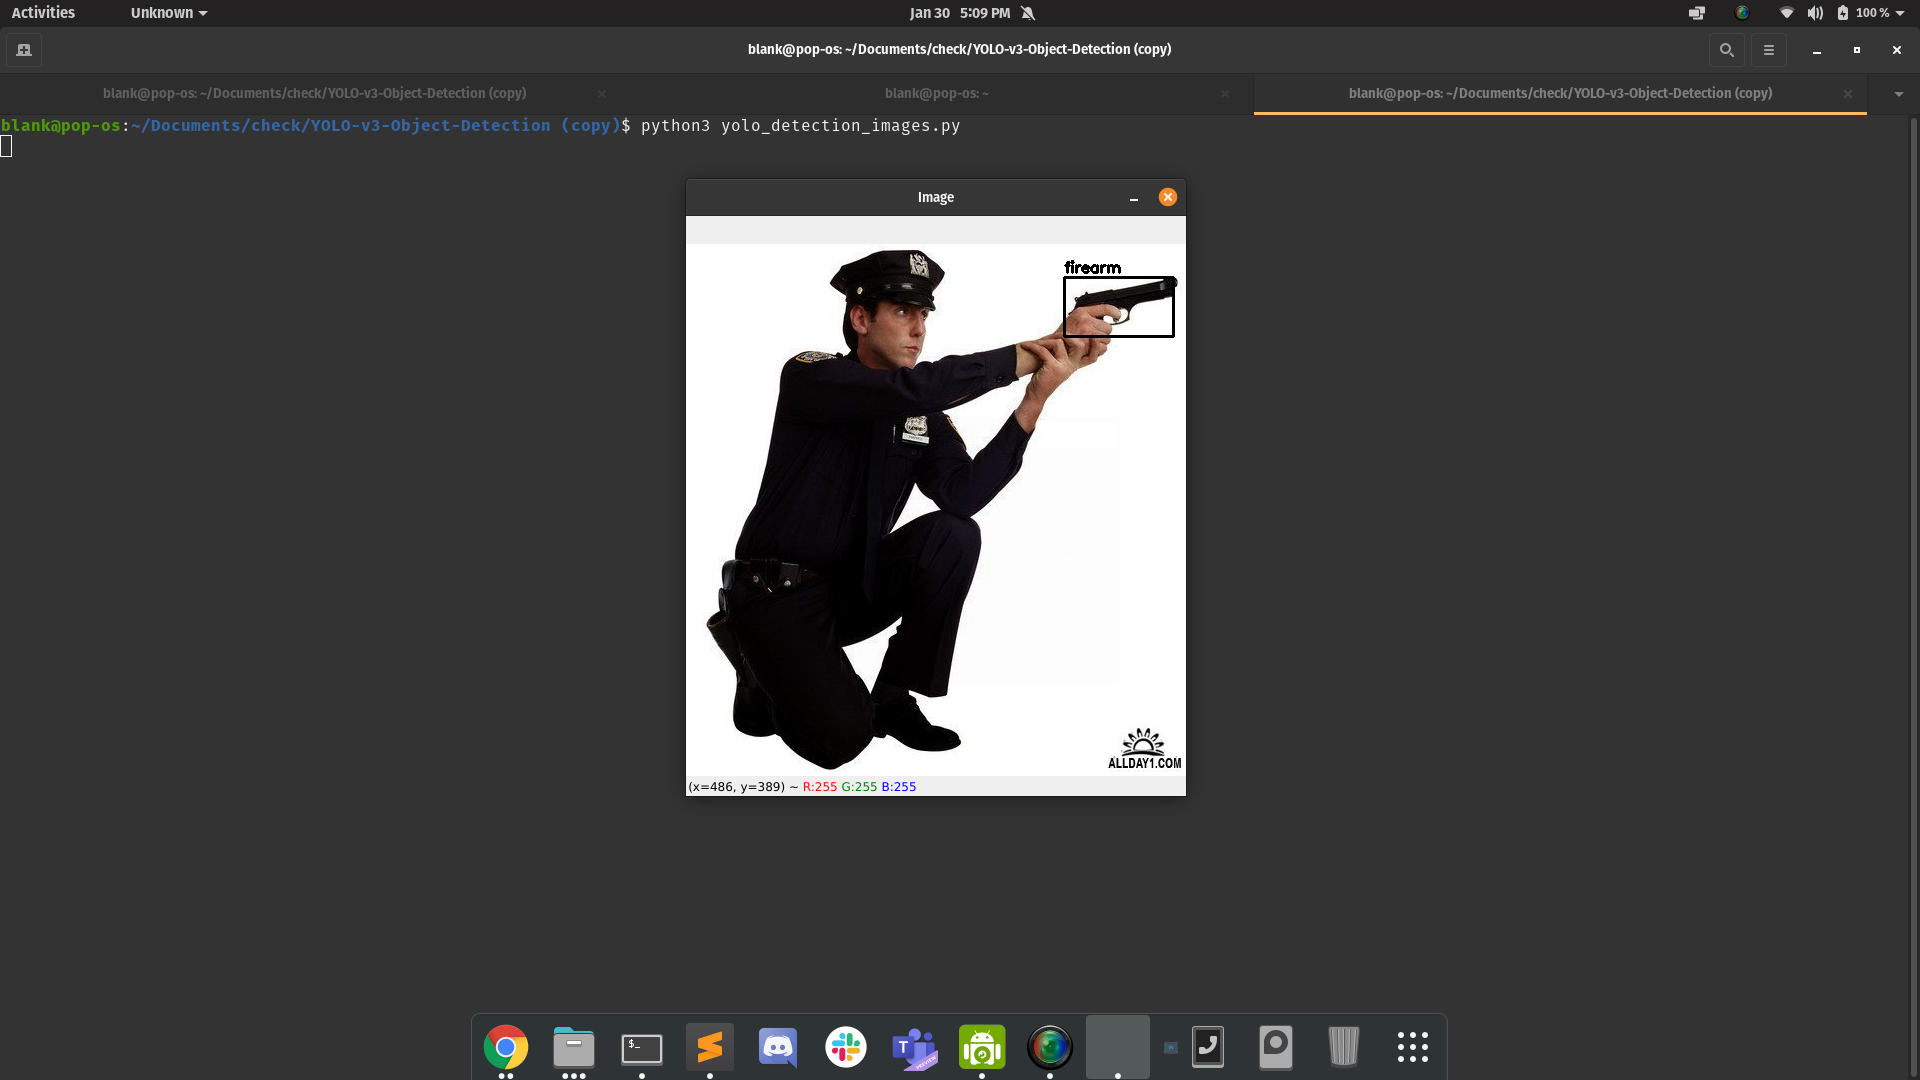 Activities
Unknown
Jan 30 5:09 PM
100 %
blank@pop-os: ~/Documents/check/YOLO-v3-Object-Detection (copy)
blank@pop-os: ~/Documents/check/YOLO-v3-Object-Detection (copy)
blank@pop-os: ~
blank@pop-os: ~/Documents/check/YOLO-v3-Object-Detection (copy)
blank@pop-os:~/Documents/check/YOLO-v3-Object-Detection (copy)$ python3 yolo_detection_images.py
Image
firearm
ALLDAY1.COM
(x=486, y=389) ~ R:255 G:255 B:255
$_
T
PREVIEW